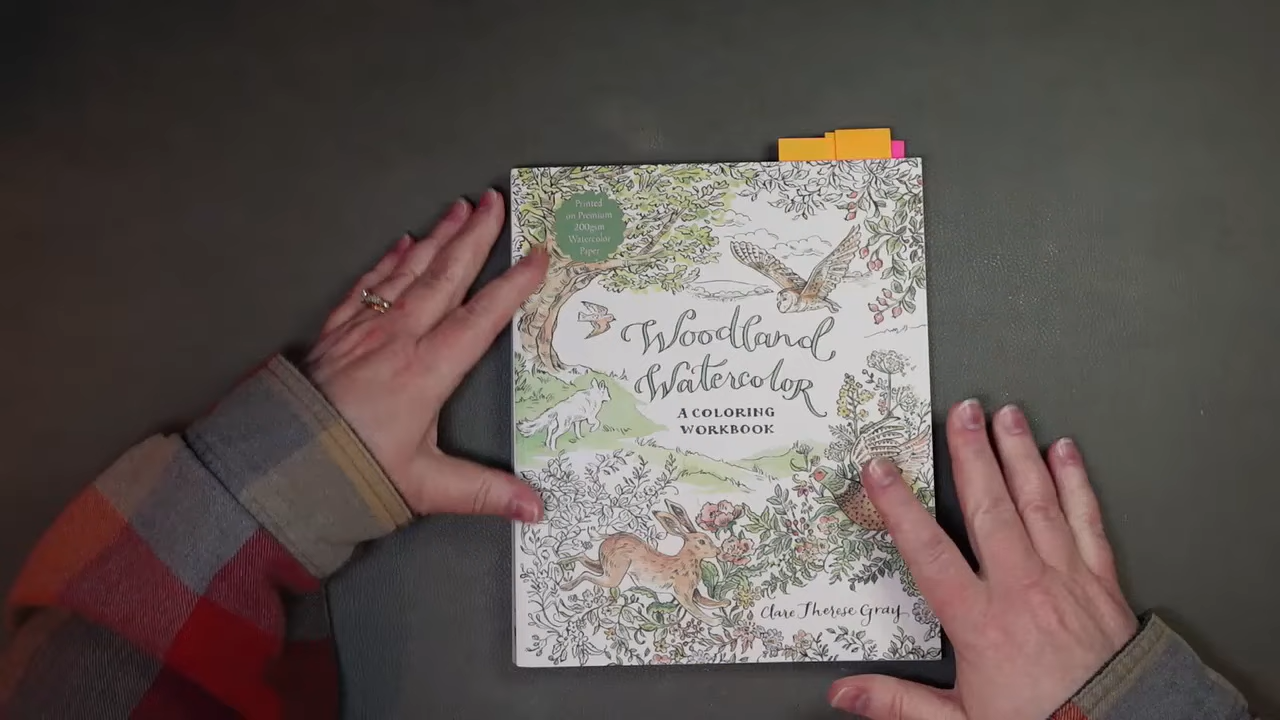 Printed
on Premium
200gsm
Watercolor
Paper
Woodland
Watercolor
A COLORING
WORKBOOK
Clare Therese Gray